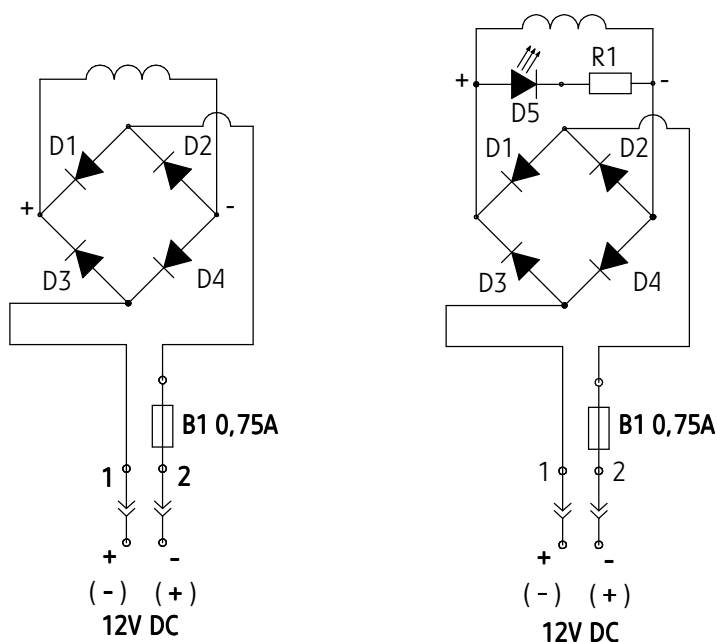 D1 D2
+ -
D3 D4
B1 0,75A
1 2
+ -
(-) (+)
12V DC
R1
+ -
D5
D1 D2
D3 D4
B1 0,75A
1 2
+ -
(-) (+)
12V DC